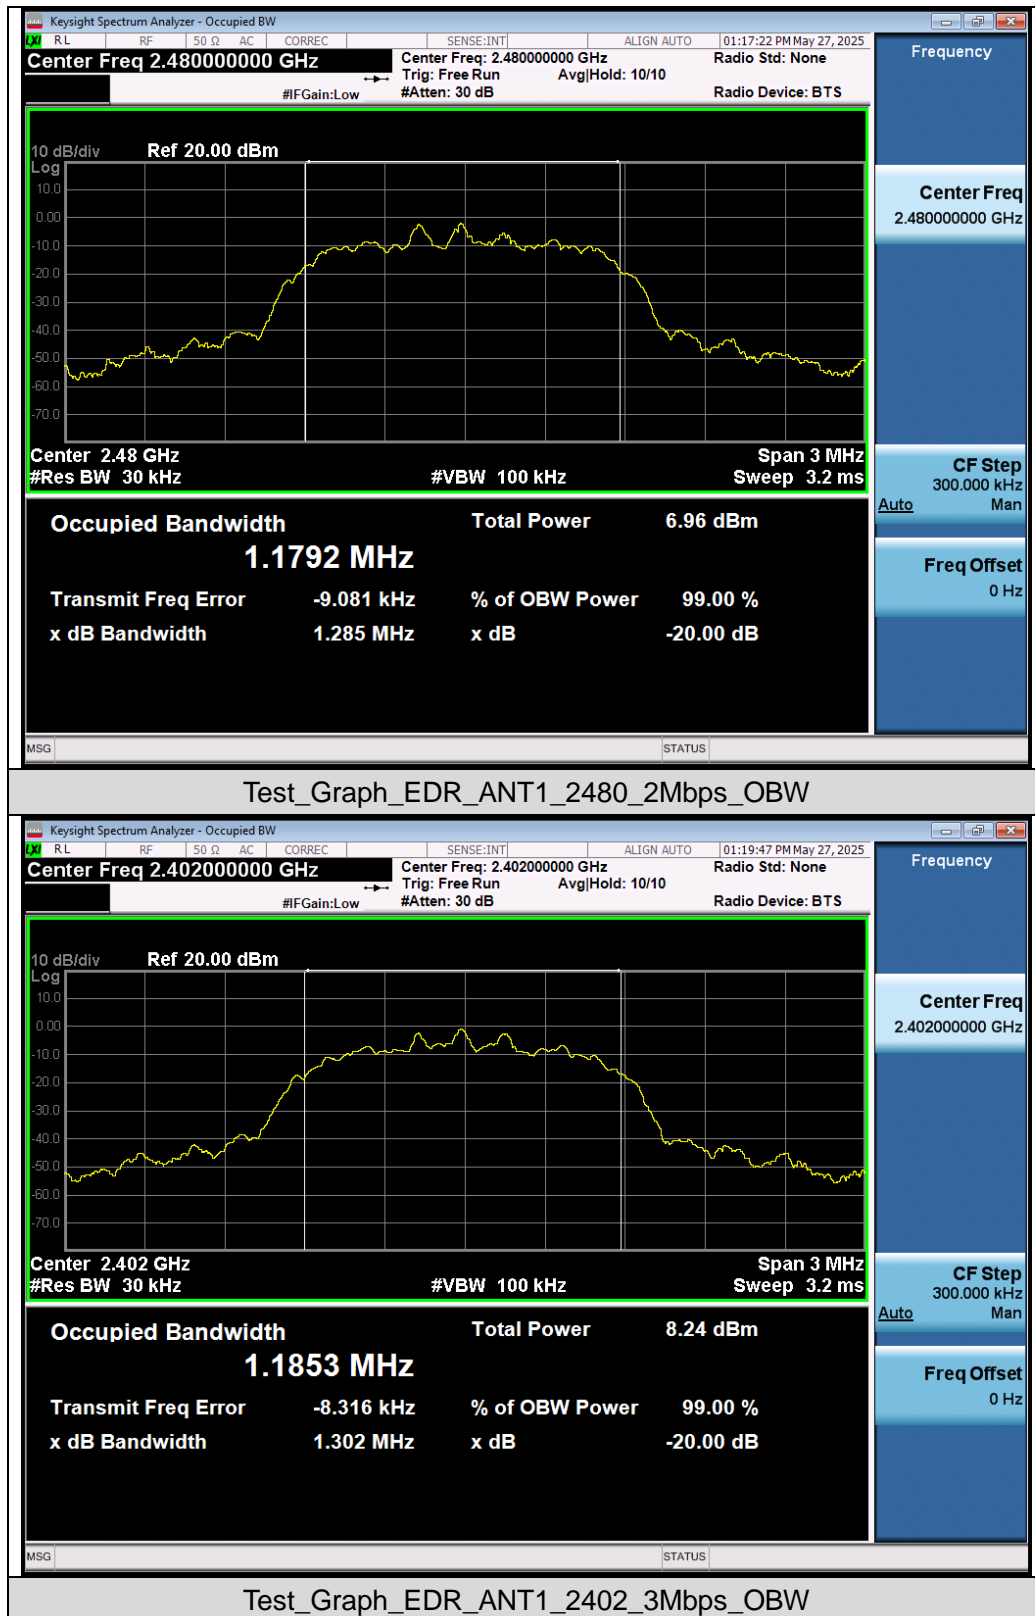 Keysight Spectrum Analyzer - Occupied BW
LXI RL RF 50 Ω AC CORREC SENSE:INT ALIGN AUTO 01:17:22 PM May 27, 2025
Center Freq 2.480000000 GHz
Center Freq: 2.480000000 GHz
Radio Std: None
Trig: Free Run Avg|Hold: 10/10
#IFGain:Low
#Atten: 30 dB
Radio Device: BTS
Frequency
10 dB/div Ref 20.00 dBm
Log
10.0
0.00
-10.0
-20.0
-30.0
-40.0
-50.0
-60.0
-70.0
Center 2.48 GHz Span 3 MHz
#Res BW 30 kHz #VBW 100 kHz Sweep 3.2 ms
Center Freq
2.480000000 GHz
CF Step
300.000 kHz
Auto Man
Freq Offset
0 Hz
Occupied Bandwidth Total Power 6.96 dBm
1.1792 MHz
Transmit Freq Error -9.081 kHz % of OBW Power 99.00 %
x dB Bandwidth 1.285 MHz x dB -20.00 dB
MSG STATUS
Test_Graph_EDR_ANT1_2480_2Mbps_OBW
Keysight Spectrum Analyzer - Occupied BW
LXI RL RF 50 Ω AC CORREC SENSE:INT ALIGN AUTO 01:19:47 PM May 27, 2025
Center Freq 2.402000000 GHz
Center Freq: 2.402000000 GHz
Radio Std: None
Trig: Free Run Avg|Hold: 10/10
#IFGain:Low
#Atten: 30 dB
Radio Device: BTS
Frequency
10 dB/div Ref 20.00 dBm
Log
10.0
0.00
-10.0
-20.0
-30.0
-40.0
-50.0
-60.0
-70.0
Center 2.402 GHz Span 3 MHz
#Res BW 30 kHz #VBW 100 kHz Sweep 3.2 ms
Center Freq
2.402000000 GHz
CF Step
300.000 kHz
Auto Man
Freq Offset
0 Hz
Occupied Bandwidth Total Power 8.24 dBm
1.1853 MHz
Transmit Freq Error -8.316 kHz % of OBW Power 99.00 %
x dB Bandwidth 1.302 MHz x dB -20.00 dB
MSG STATUS
Test_Graph_EDR_ANT1_2402_3Mbps_OBW